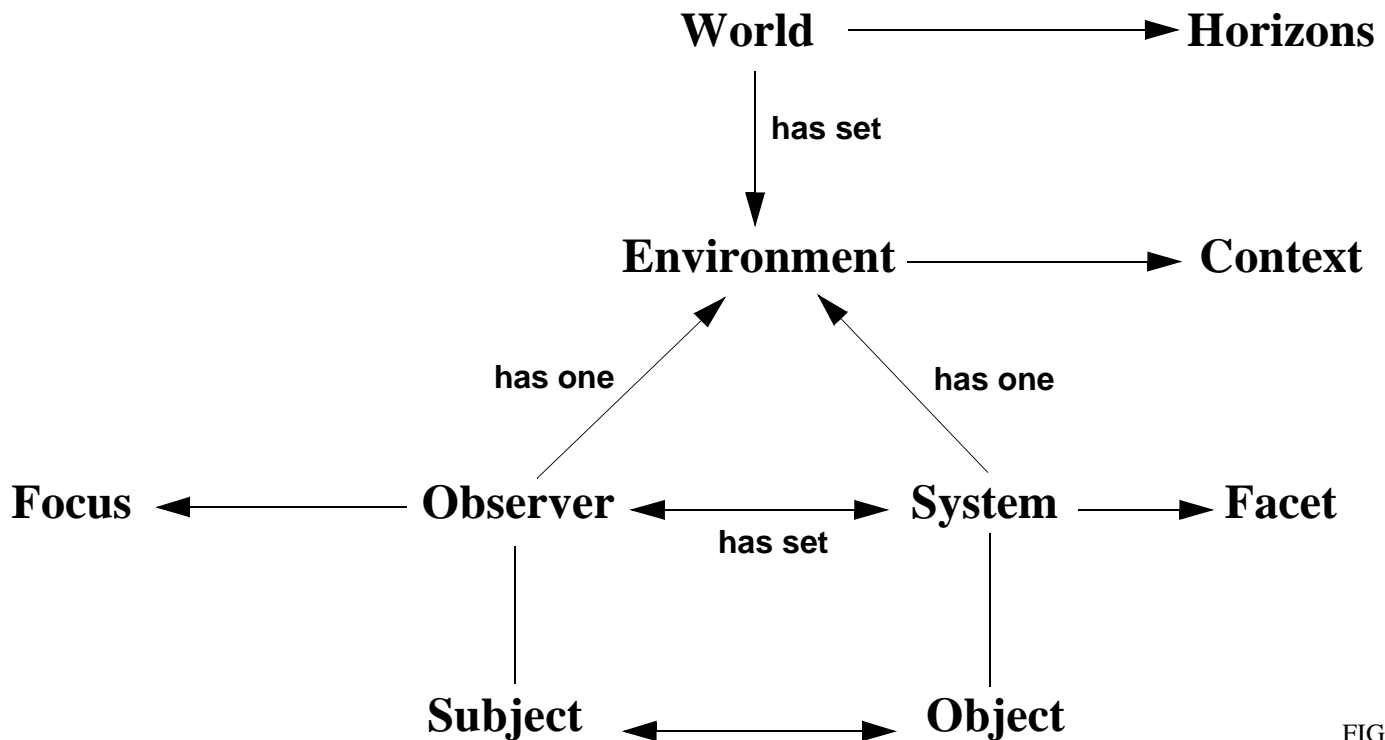 World Horizons
has set
Environment Context
has one has one
Focus Observer System Facet
has set
Subject Object
FIG